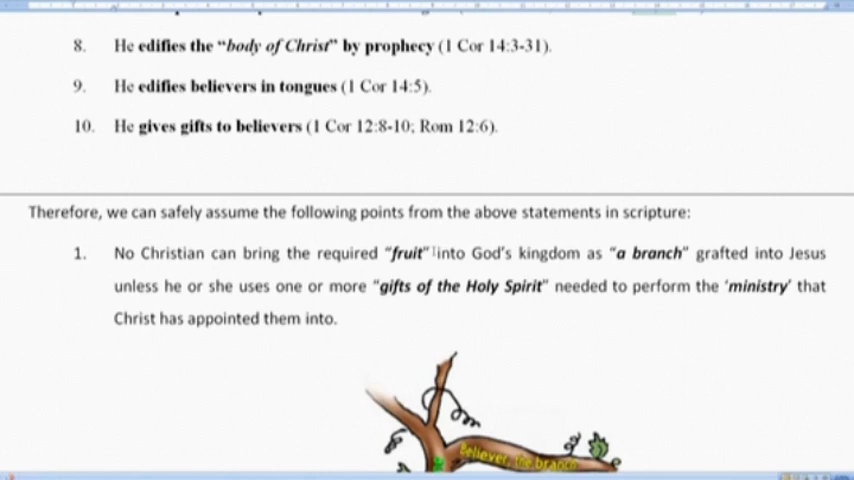 8. He edifies the “body of Christ” by prophecy (1 Cor 14:3-31).
9. He edifies believers in tongues (1 Cor 14:5).
10. He gives gifts to believers (1 Cor 12:8-10; Rom 12:6).
Therefore, we can safely assume the following points from the above statements in scripture:
1. No Christian can bring the required “fruit” into God’s kingdom as “a branch” grafted into Jesus
unless he or she uses one or more “gifts of the Holy Spirit” needed to perform the ‘ministry’ that
Christ has appointed them into.
Believer, the branch